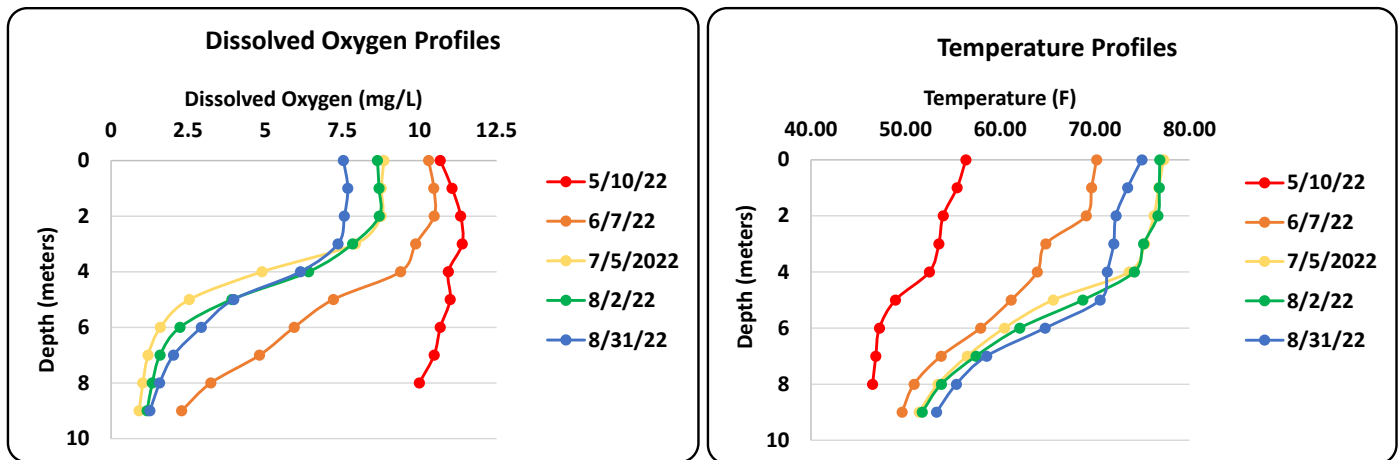 Dissolved Oxygen Profiles
Dissolved Oxygen (mg/L)
0 2.5 5 7.5 10 12.5
0
2
4
6
8
10
Depth (meters)
5/10/22
6/7/22
7/5/2022
8/2/22
8/31/22
Temperature Profiles
Temperature (F)
40.00 50.00 60.00 70.00 80.00
0
2
4
6
8
10
Depth (meters)
5/10/22
6/7/22
7/5/2022
8/2/22
8/31/22